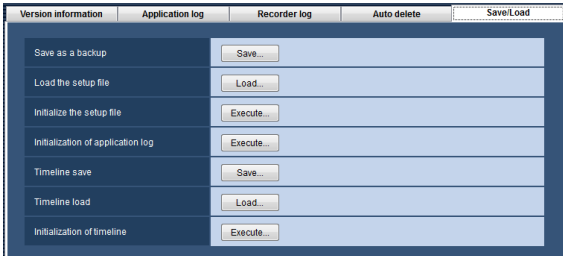 Version information Application log Recorder log Auto delete Save/Load
Save as a backup Save...
Load the setup file Load...
Initialize the setup file Execute...
Initialization of application log Execute...
Timeline save Save...
Timeline load Load...
Initialization of timeline Execute...